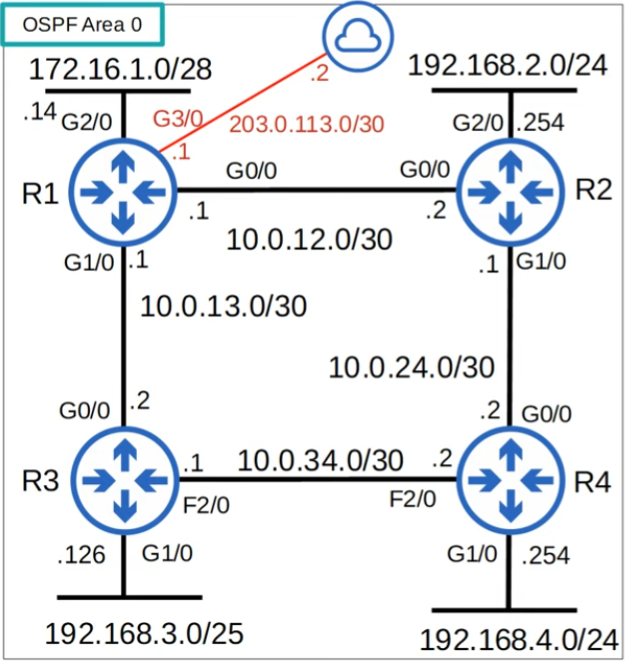 OSPF Area 0
172.16.1.0/28
.14
G2/0
G3/0
.1
.2
203.0.113.0/30
192.168.2.0/24
G2/0
.254
R1
G0/0
.1
10.0.12.0/30
G0/0
.2
R2
G1/0
.1
10.0.13.0/30
.1
G1/0
10.0.24.0/30
G0/0
.2
.2
G0/0
R3
.1
10.0.34.0/30
.2
R4
F2/0
F2/0
.126
G1/0
G1/0
.254
192.168.3.0/25
192.168.4.0/24